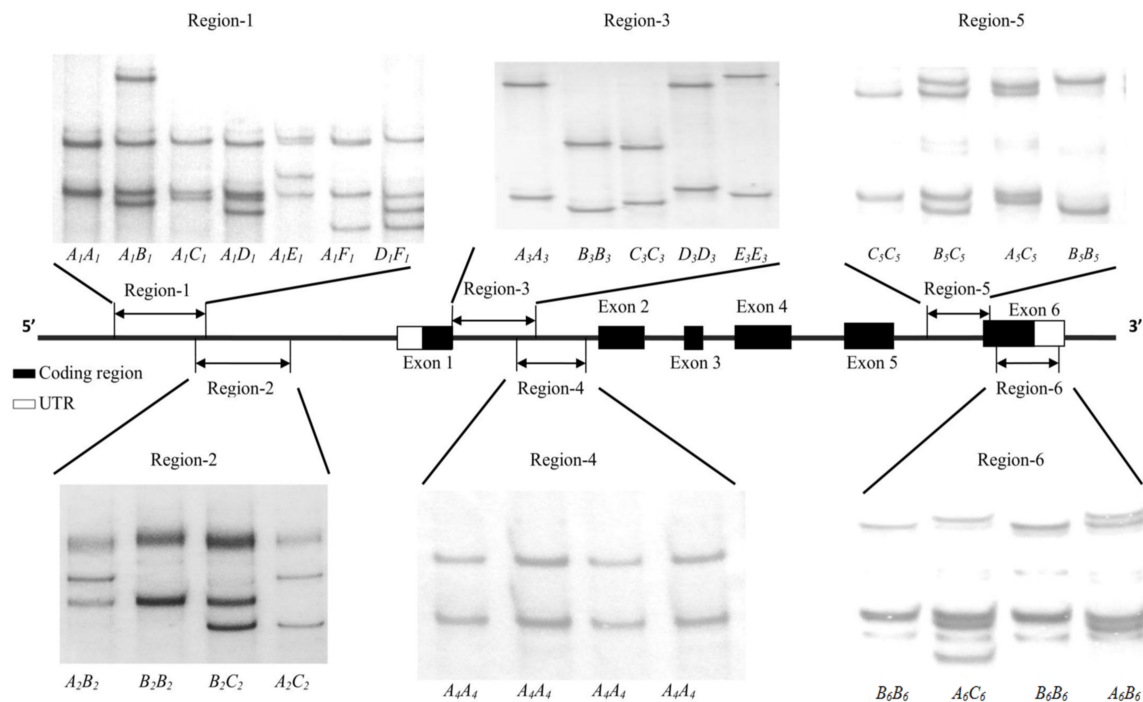 Region-1
Region-3
Region-5
A₁A₁ A₁B₁ A₁C₁ A₁D₁ A₁E₁ A₁F₁ D₁F₁
A₃A₃ B₃B₃ C₃C₃ D₃D₃ E₃E₃
C₅C₅ B₅C₅ A₅C₅ B₅B₅
Region-1
Region-3
Region-5
Exon 2
Exon 4
Exon 6
5’
3’
Exon 1
Exon 3
Exon 5
Coding region
UTR
Region-2
Region-4
Region-6
Region-2
Region-4
Region-6
A₂B₂ B₂B₂ B₂C₂ A₂C₂
A₄A₄ A₄A₄ A₄A₄ A₄A₄
B₆B₆ A₆C₆ B₆B₆ A₆B₆